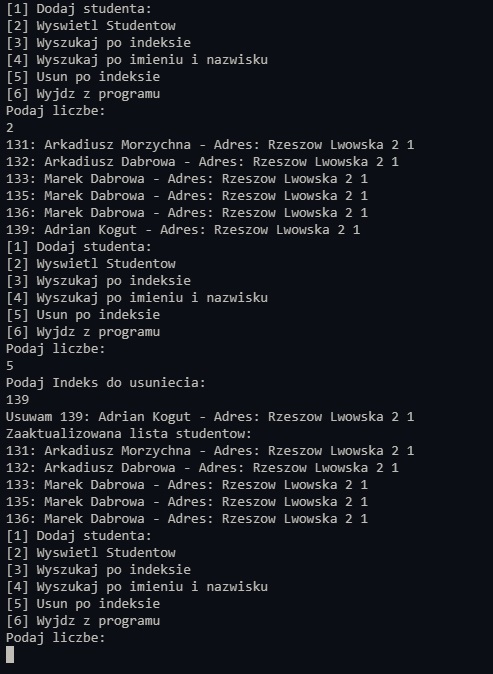 [1] Dodaj studenta:
[2] Wyswietl Studentow
[3] Wyszukaj po indeksie
[4] Wyszukaj po imieniu i nazwisku
[5] Usun po indeksie
[6] Wyjdz z programu
Podaj liczbe:
2
131: Arkadiusz Morzychna - Adres: Rzeszow Lwowska 2 1
132: Arkadiusz Dabrowa - Adres: Rzeszow Lwowska 2 1
133: Marek Dabrowa - Adres: Rzeszow Lwowska 2 1
135: Marek Dabrowa - Adres: Rzeszow Lwowska 2 1
136: Marek Dabrowa - Adres: Rzeszow Lwowska 2 1
139: Adrian Kogut - Adres: Rzeszow Lwowska 2 1
[1] Dodaj studenta:
[2] Wyswietl Studentow
[3] Wyszukaj po indeksie
[4] Wyszukaj po imieniu i nazwisku
[5] Usun po indeksie
[6] Wyjdz z programu
Podaj liczbe:
5
Podaj Indeks do usuniecia:
139
Usuwam 139: Adrian Kogut - Adres: Rzeszow Lwowska 2 1
Zaaktualizowana lista studentow:
131: Arkadiusz Morzychna - Adres: Rzeszow Lwowska 2 1
132: Arkadiusz Dabrowa - Adres: Rzeszow Lwowska 2 1
133: Marek Dabrowa - Adres: Rzeszow Lwowska 2 1
135: Marek Dabrowa - Adres: Rzeszow Lwowska 2 1
136: Marek Dabrowa - Adres: Rzeszow Lwowska 2 1
[1] Dodaj studenta:
[2] Wyswietl Studentow
[3] Wyszukaj po indeksie
[4] Wyszukaj po imieniu i nazwisku
[5] Usun po indeksie
[6] Wyjdz z programu
Podaj liczbe: